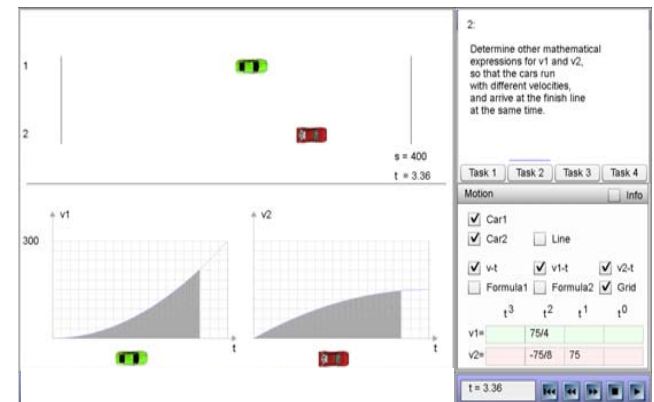 2:
Determine other mathematical
expressions for v1 and v2,
so that the cars run
with different velocities,
and arrive at the finish line
at the same time.
1
2
s = 400
t = 3.36
Task 1 Task 2 Task 3 Task 4
Motion Info
Car1
Car2 Line
v-t v1-t v2-t
Formula1 Formula2 Grid
t3 t2 t1 t0
v1= 75/4
v2= -75/8 75
t = 3.36
v1 v2
300
t t